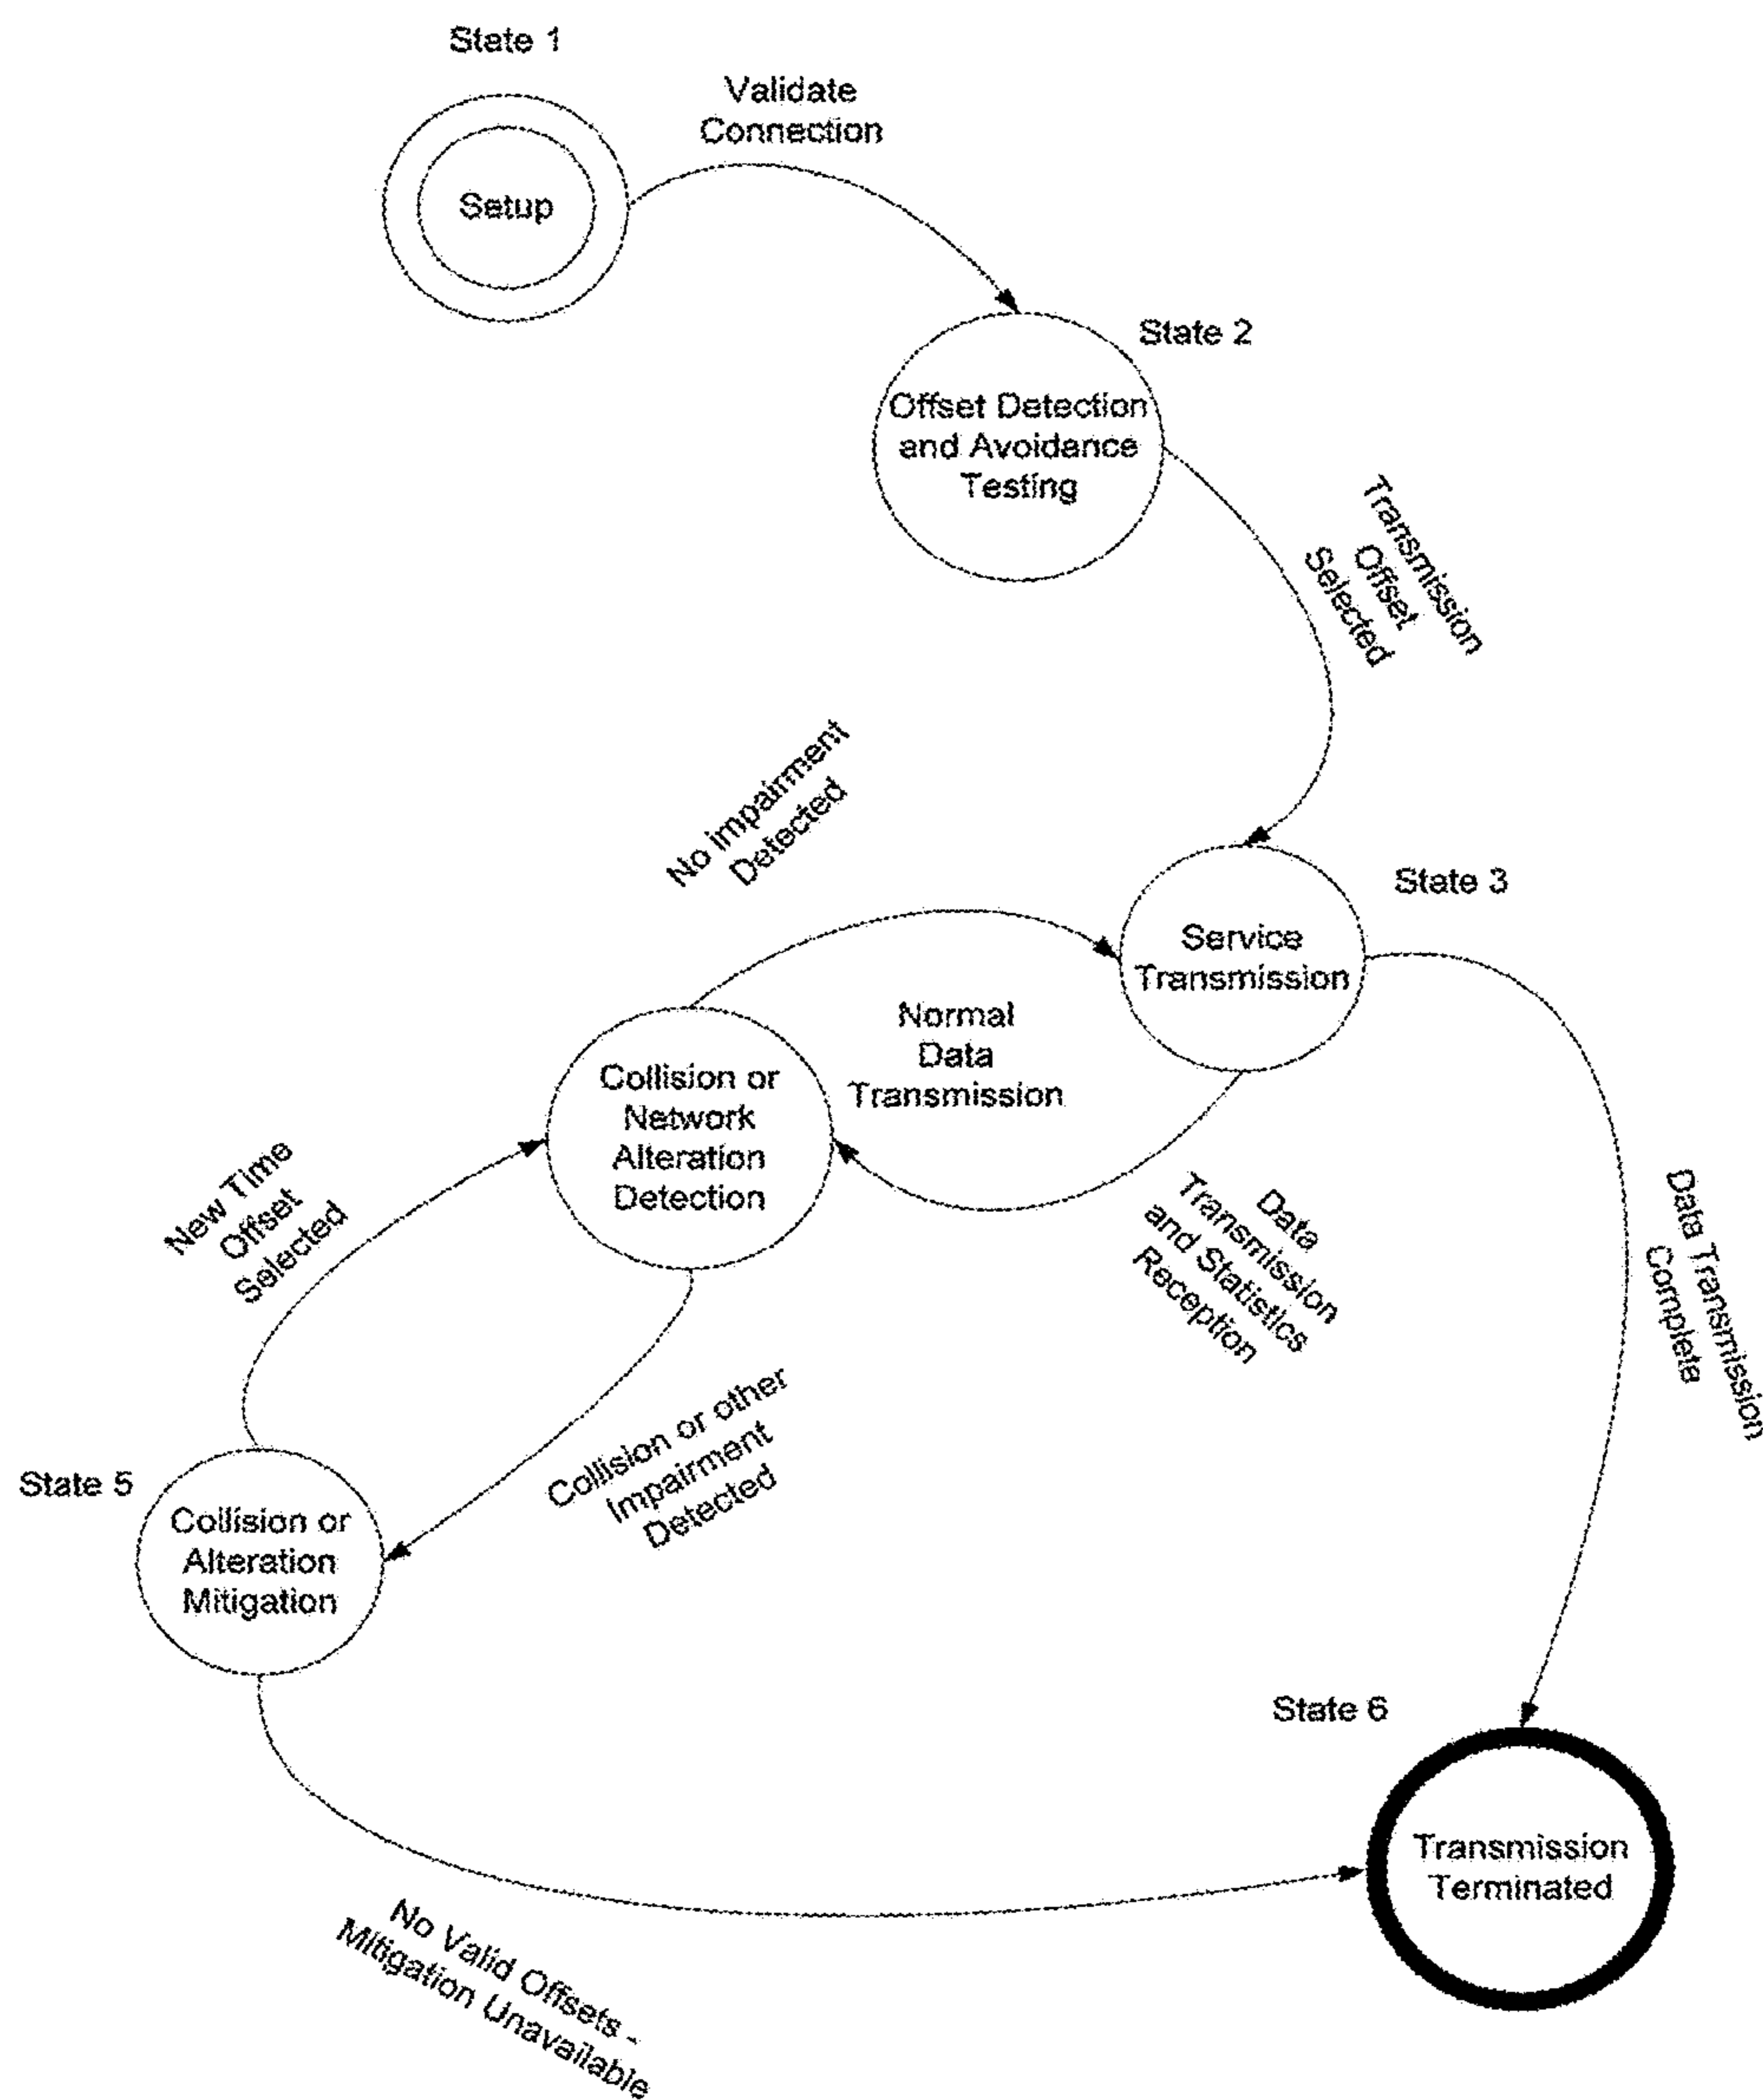 State 1
Validate
Connection
Setup
State 2
Offset Detection
and Avoidance
Testing
Transmission
Offset
Selected
No impairment
Detected
State 3
Service
Transmission
Normal
Data
Transmission
Collision or
Network
Alteration
Detection
New Time
Offset
Selected
Data
Transmission
and Statistics
Reception
Data Transmission
Complete
Collision or other
Impairment
Detected
State 5
Collision or
Alteration
Mitigation
State 6
Transmission
Terminated
No Valid Offsets -
Mitigation Unavailable